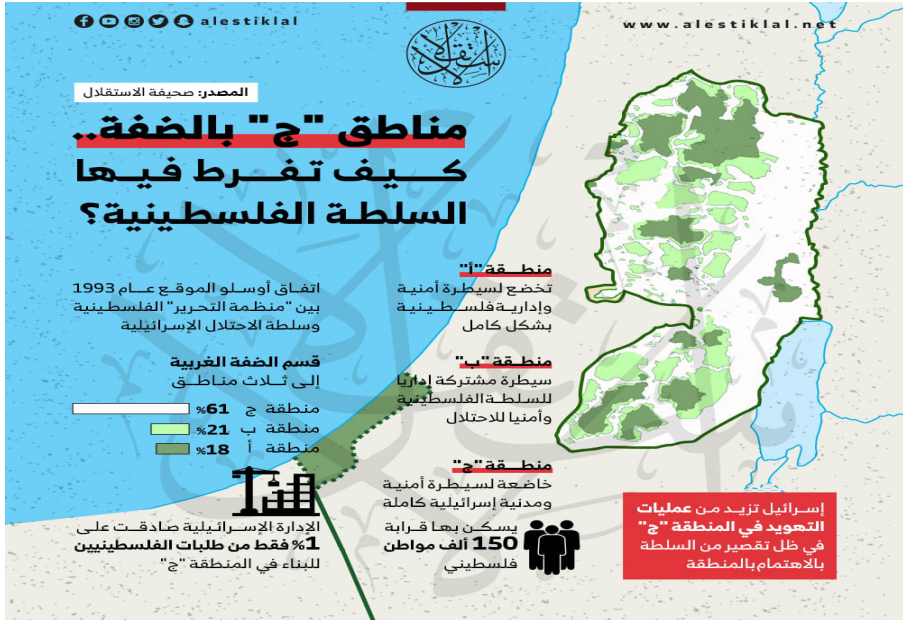 alestiklal
www.alestiklal.net
الاستقلال
المصدر: صحيفة الاستقلال
مناطق "ج" بالضفة..
كيف تفرط فيها
السلطة الفلسطينية؟
منطقة "أ"
تخضع لسيطرة أمنية
وإدارية فلسطينية
بشكل كامل
اتفاق أوسلو الموقع عام 1993
بين "منظمة التحرير" الفلسطينية
وسلطة الاحتلال الإسرائيلية
منطقة "ب"
سيطرة مشتركة إداريا
للسلطة الفلسطينية
وأمنيا للاحتلال
قسم الضفة الغربية
إلى ثلاث مناطق
منطقة ج 61%
منطقة ب 21%
منطقة أ 18%
منطقة "ج"
خاضعة لسيطرة أمنية
ومدنية إسرائيلية كاملة
يسكن بها قرابة
150 ألف مواطن
فلسطيني
الإدارة الإسرائيلية صادقت على
1% فقط من طلبات الفلسطينيين
للبناء في المنطقة "ج"
إسرائيل تزيد من عمليات
التهويد في المنطقة "ج"
في ظل تقصير من السلطة
بالاهتمام بالمنطقة